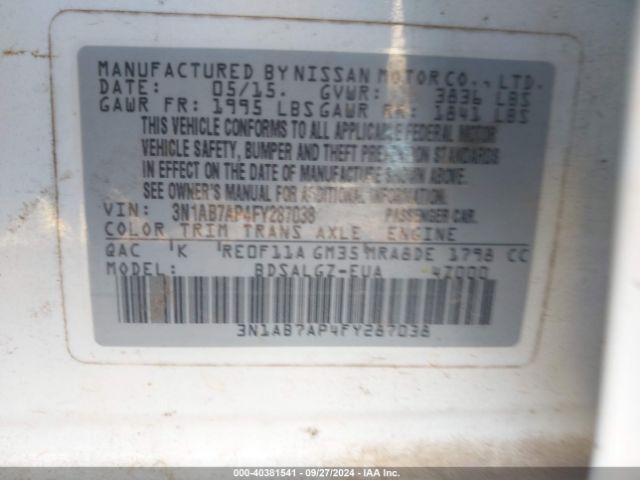 MANUFACTURED BY NISSAN MOTOR CO., LTD.
DATE: 05/15. GVWR: 3836 LBS
GAWR FR: 1995 LBS GAWR RR: 1841 LBS
THIS VEHICLE CONFORMS TO ALL APPLICABLE FEDERAL MOTOR
VEHICLE SAFETY, BUMPER AND THEFT PREVENTION STANDARDS
IN EFFECT ON THE DATE OF MANUFACTURE SHOWN ABOVE.
SEE OWNER'S MANUAL FOR ADDITIONAL INFORMATION.
VIN: 3N1AB7AP4FY287038 PASSENGER CAR.
COLOR TRIM TRANS AXLE ENGINE
QAC K RE0F11A GM35 MRA8DE 1798 CC
MODEL: BDSALGZ-EUA 47000
3N1AB7AP4FY287038
000-40381541 - 09/27/2024 - IAA Inc.